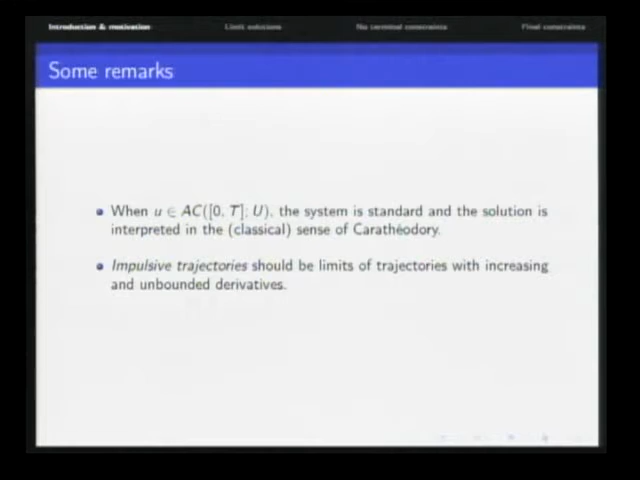 Introduction & motivation Limit solutions No terminal constraints Final constraints
Some remarks
When u ∈ AC([0, T]; U), the system is standard and the solution is
interpreted in the (classical) sense of Carathéodory.
Impulsive trajectories should be limits of trajectories with increasing
and unbounded derivatives.